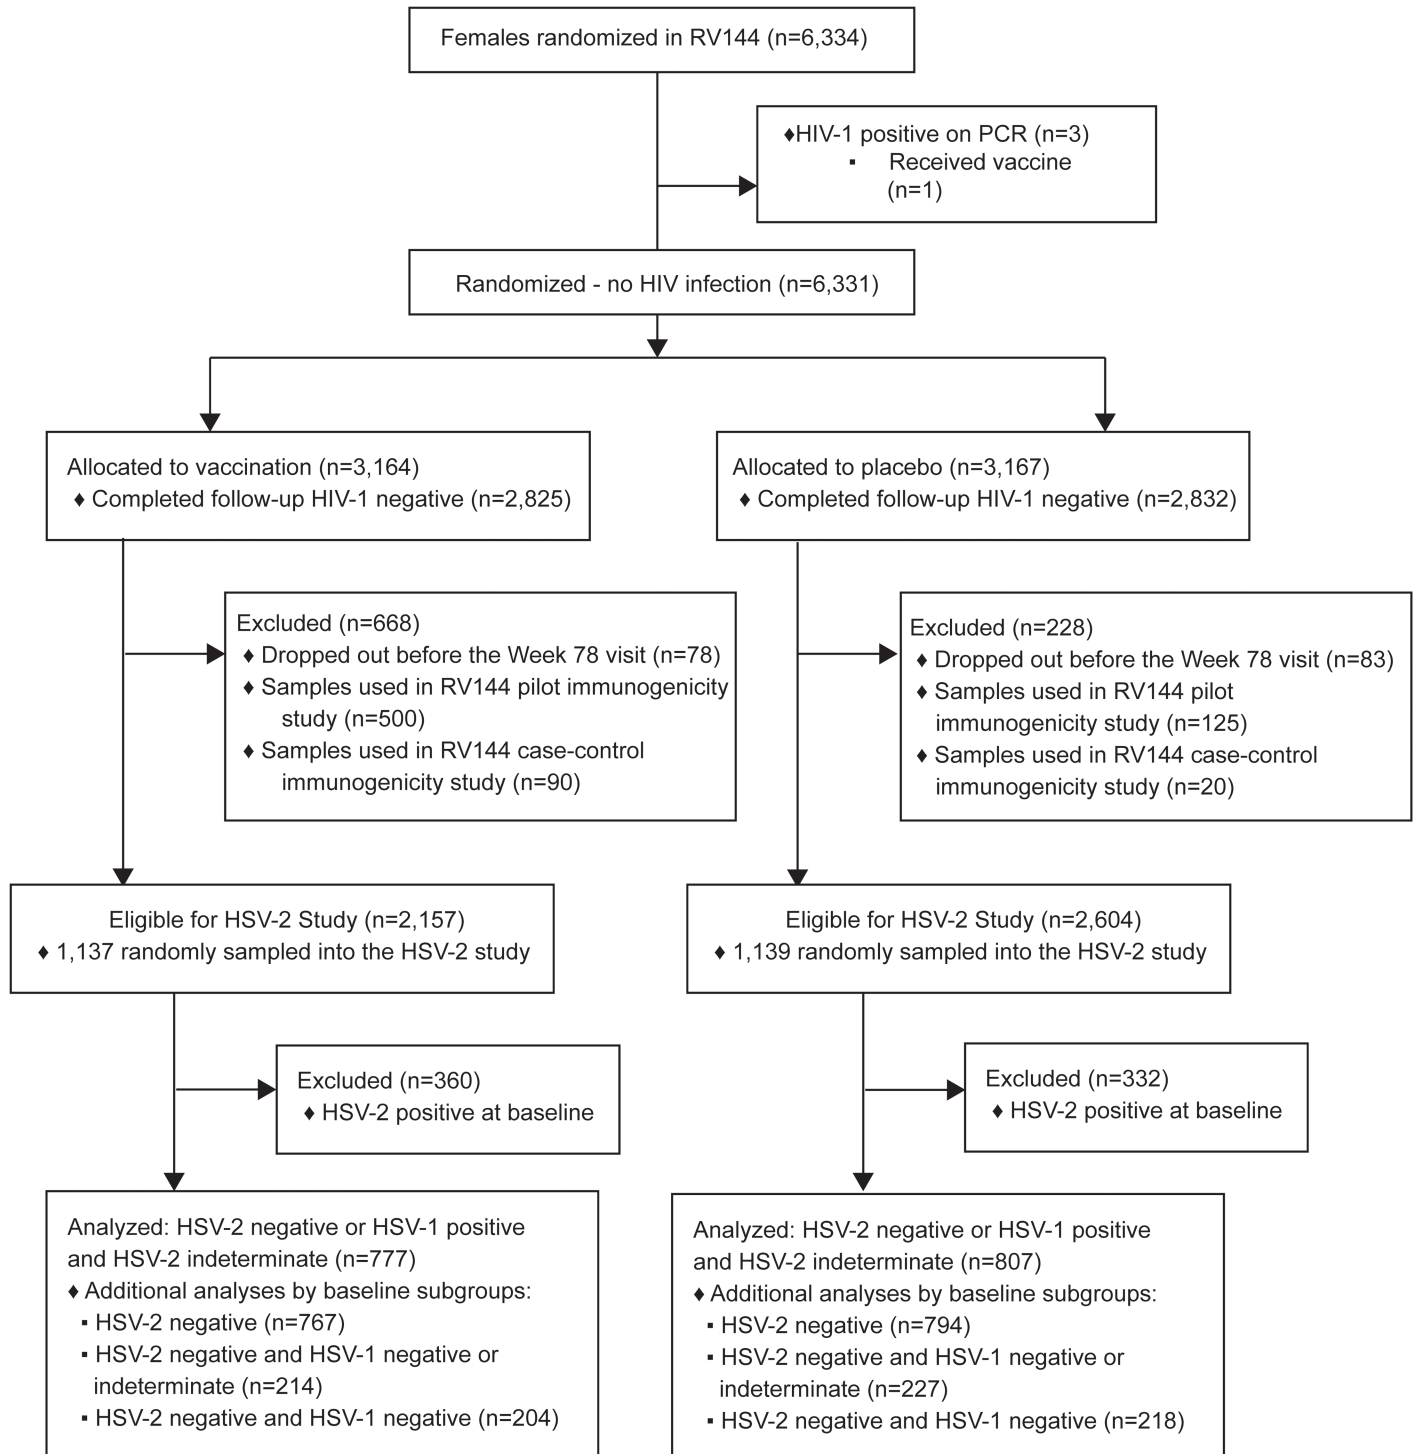 Females randomized in RV144 (n=6,334)
♦HIV-1 positive on PCR (n=3)
▪ Received vaccine
(n=1)
Randomized - no HIV infection (n=6,331)
Allocated to vaccination (n=3,164)
♦ Completed follow-up HIV-1 negative (n=2,825)
Allocated to placebo (n=3,167)
♦ Completed follow-up HIV-1 negative (n=2,832)
Excluded (n=668)
♦ Dropped out before the Week 78 visit (n=78)
♦ Samples used in RV144 pilot immunogenicity
study (n=500)
♦ Samples used in RV144 case-control
immunogenicity study (n=90)
Excluded (n=228)
♦ Dropped out before the Week 78 visit (n=83)
♦ Samples used in RV144 pilot
immunogenicity study (n=125)
♦ Samples used in RV144 case-control
immunogenicity study (n=20)
Eligible for HSV-2 Study (n=2,157)
♦ 1,137 randomly sampled into the HSV-2 study
Eligible for HSV-2 Study (n=2,604)
♦ 1,139 randomly sampled into the HSV-2 study
Excluded (n=360)
♦ HSV-2 positive at baseline
Excluded (n=332)
♦ HSV-2 positive at baseline
Analyzed: HSV-2 negative or HSV-1 positive
and HSV-2 indeterminate (n=777)
♦ Additional analyses by baseline subgroups:
▪ HSV-2 negative (n=767)
▪ HSV-2 negative and HSV-1 negative or
indeterminate (n=214)
▪ HSV-2 negative and HSV-1 negative (n=204)
Analyzed: HSV-2 negative or HSV-1 positive
and HSV-2 indeterminate (n=807)
♦ Additional analyses by baseline subgroups:
▪ HSV-2 negative (n=794)
▪ HSV-2 negative and HSV-1 negative or
indeterminate (n=227)
▪ HSV-2 negative and HSV-1 negative (n=218)